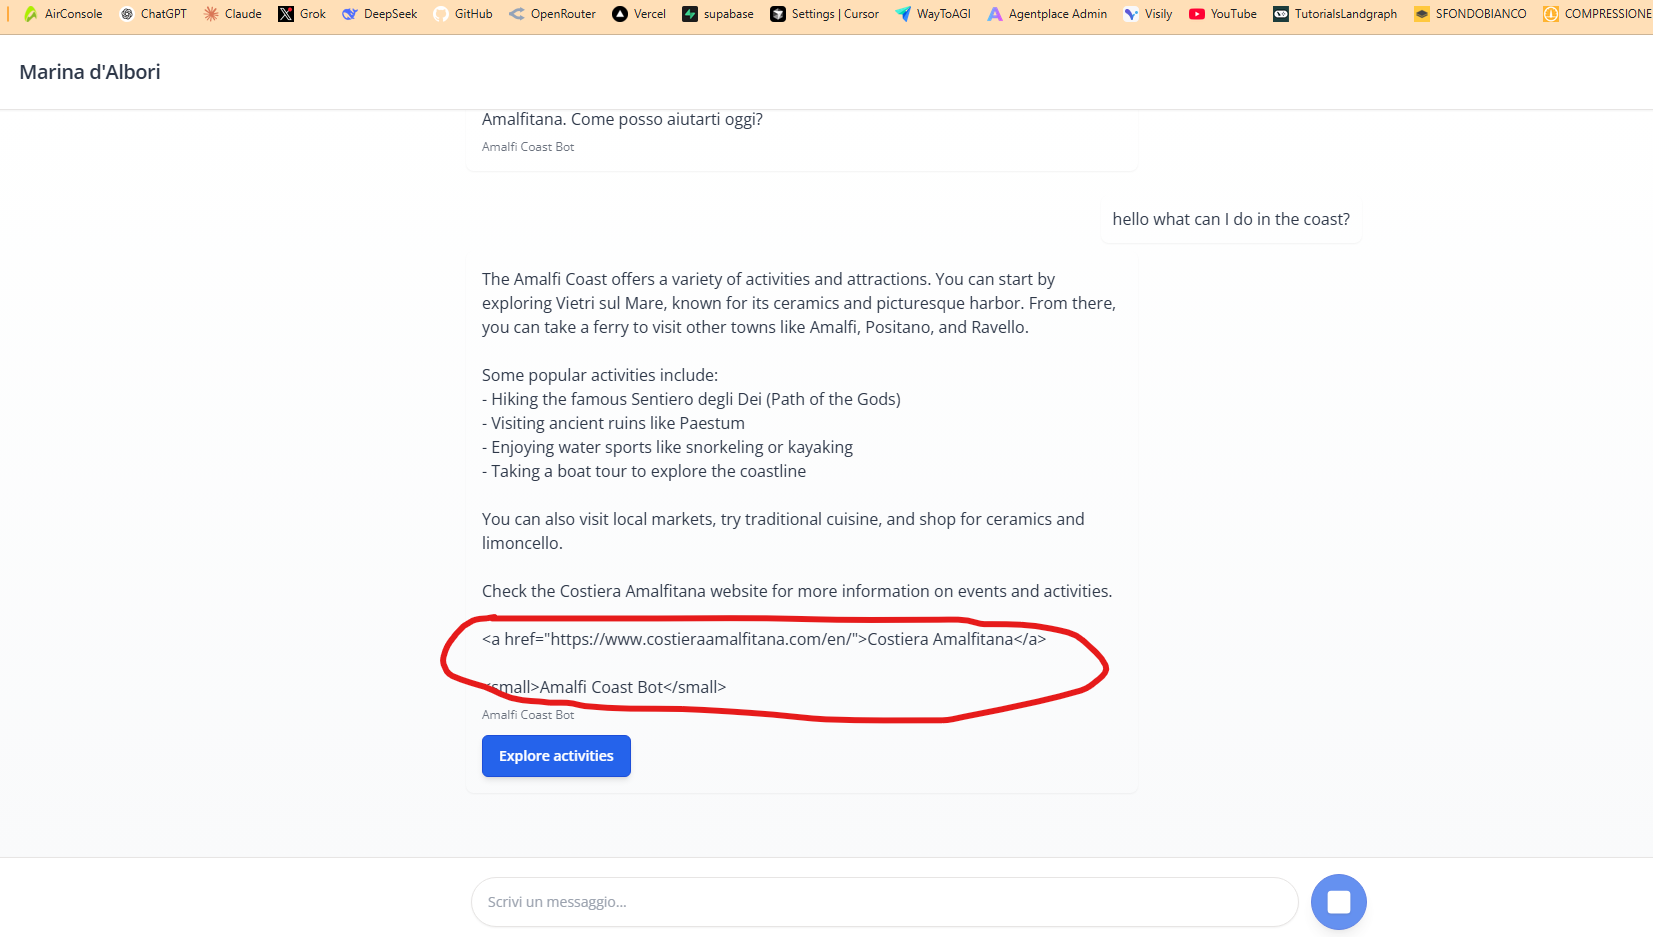 AirConsole ChatGPT Claude Grok DeepSeek GitHub OpenRouter Vercel supabase Settings | Cursor WayToAGI Agentplace Admin Visily YouTube TutorialsLandgraph SFONDOBIANCO COMPRESSIONE
Marina d'Albori
Amalfitana. Come posso aiutarti oggi?
Amalfi Coast Bot
hello what can I do in the coast?
The Amalfi Coast offers a variety of activities and attractions. You can start by
exploring Vietri sul Mare, known for its ceramics and picturesque harbor. From there,
you can take a ferry to visit other towns like Amalfi, Positano, and Ravello.
Some popular activities include:
- Hiking the famous Sentiero degli Dei (Path of the Gods)
- Visiting ancient ruins like Paestum
- Enjoying water sports like snorkeling or kayaking
- Taking a boat tour to explore the coastline
You can also visit local markets, try traditional cuisine, and shop for ceramics and
limoncello.
Check the Costiera Amalfitana website for more information on events and activities.
<a href="https://www.costieraamalfitana.com/en/">Costiera Amalfitana</a>
<small>Amalfi Coast Bot</small>
Amalfi Coast Bot
Explore activities
Scrivi un messaggio...